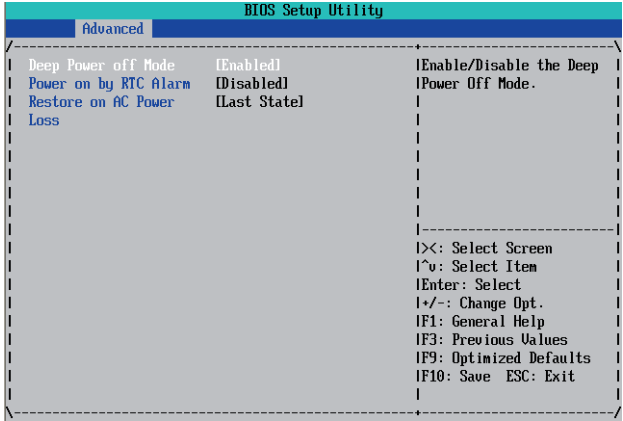 BIOS Setup Utility
Advanced
Deep Power off Mode [Enabled]
Power on by RTC Alarm [Disabled]
Restore on AC Power [Last State]
Loss
Enable/Disable the Deep
Power Off Mode.
><: Select Screen
^v: Select Item
Enter: Select
+/-: Change Opt.
F1: General Help
F3: Previous Values
F9: Optimized Defaults
F10: Save ESC: Exit